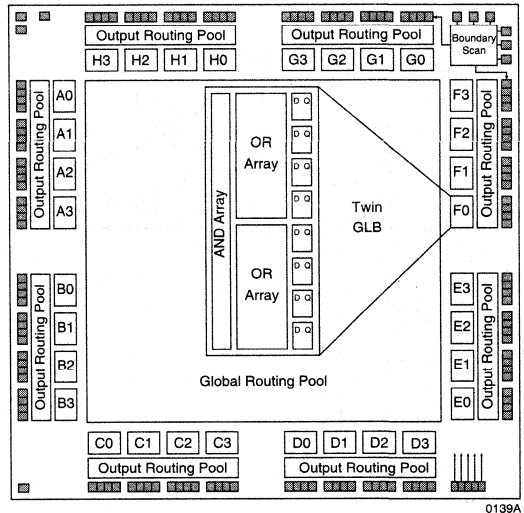 Output Routing Pool
Output Routing Pool
Boundary
Scan
H3 H2 H1 H0
G3 G2 G1 G0
Output Routing Pool
A0
A1
A2
A3
Output Routing Pool
B0
B1
B2
B3
AND Array
OR
Array
OR
Array
D Q
D Q
D Q
D Q
D Q
D Q
D Q
D Q
Twin
GLB
Global Routing Pool
F3
F2
F1
F0
Output Routing Pool
E3
E2
E1
E0
Output Routing Pool
C0 C1 C2 C3
D0 D1 D2 D3
Output Routing Pool
Output Routing Pool
0139A